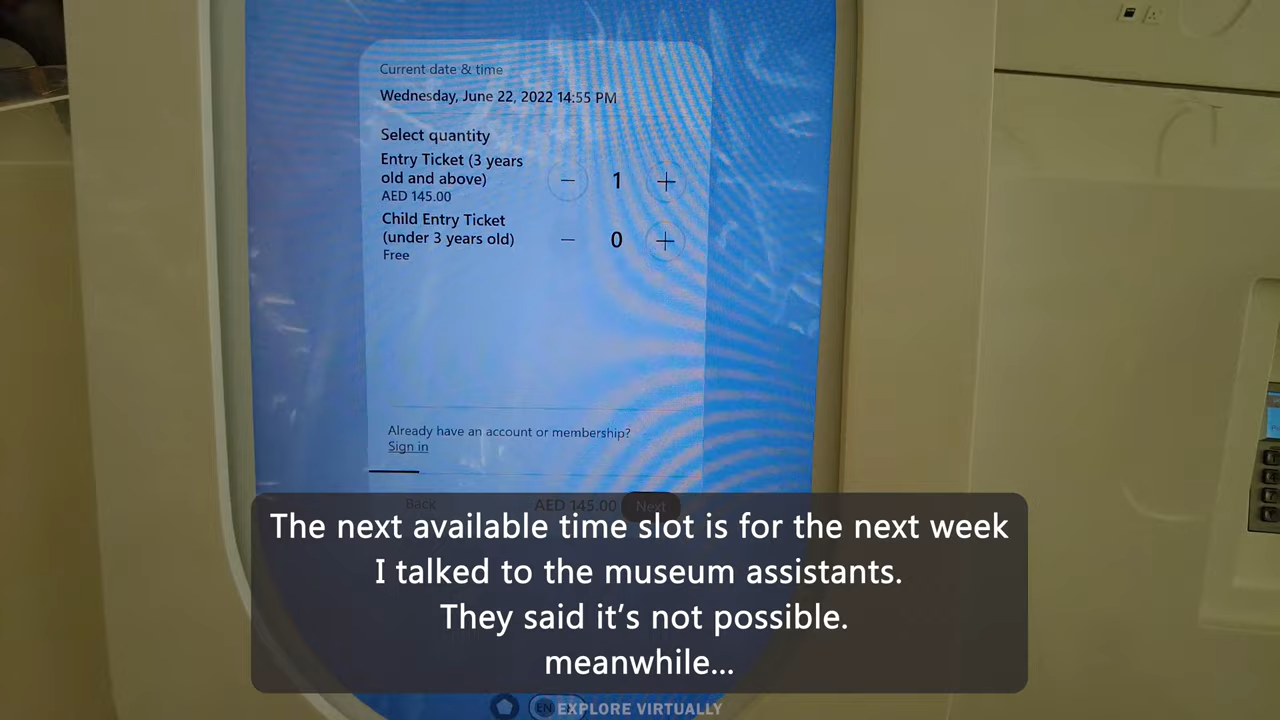 Current date & time
Wednesday, June 22, 2022 14:55 PM
Select quantity
Entry Ticket (3 years
old and above)
AED 145.00
1
Child Entry Ticket
(under 3 years old)
Free
0
Already have an account or membership?
Sign in
Back
AED 145.00
Next
The next available time slot is for the next week
I talked to the museum assistants.
They said it's not possible.
meanwhile...
EN
EXPLORE VIRTUALLY